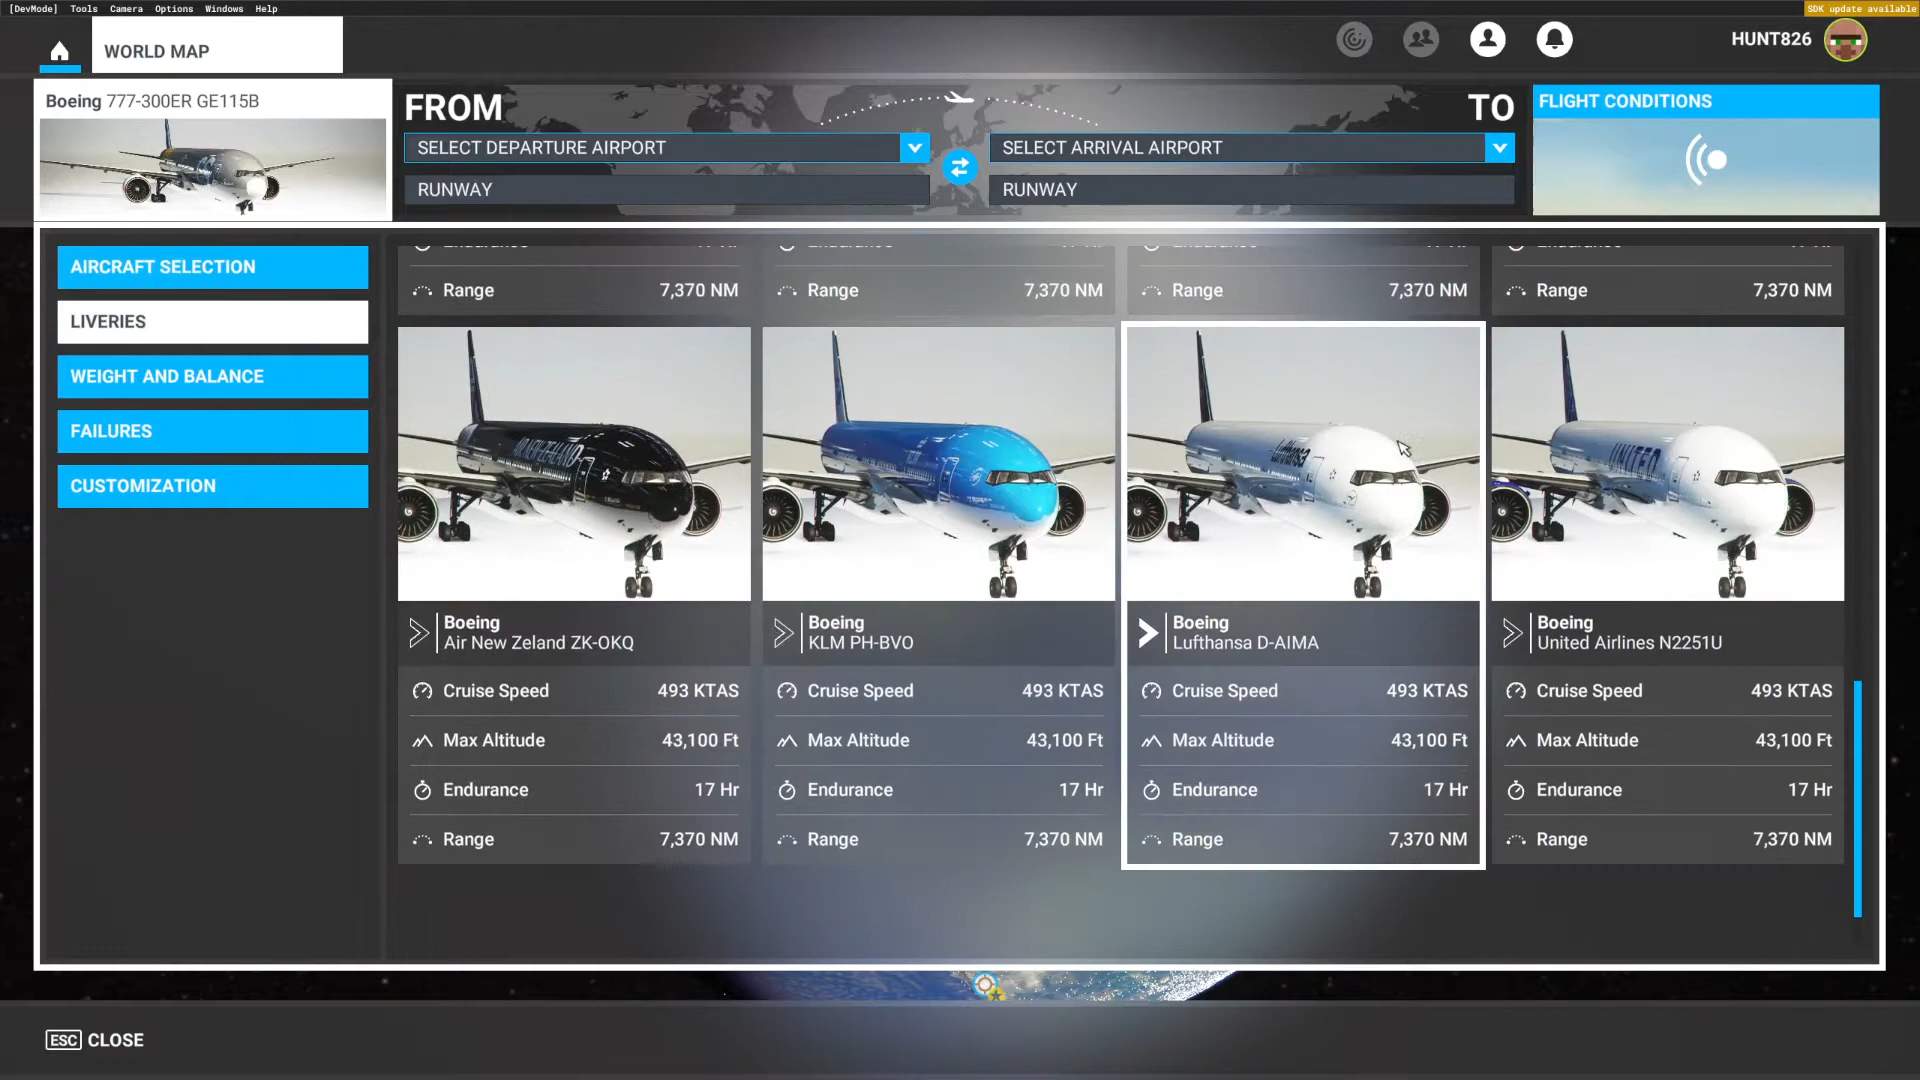 [DevMode] Tools Camera Options Windows Help
SDK update available
WORLD MAP
HUNT826
Boeing 777-300ER GE115B
FROM
TO
SELECT DEPARTURE AIRPORT
SELECT ARRIVAL AIRPORT
RUNWAY
RUNWAY
FLIGHT CONDITIONS
AIRCRAFT SELECTION
LIVERIES
WEIGHT AND BALANCE
FAILURES
CUSTOMIZATION
Range 7,370 NM
Range 7,370 NM
Range 7,370 NM
Range 7,370 NM
Lufthansa
UNITED
Boeing
Air New Zeland ZK-OKQ
Cruise Speed 493 KTAS
Max Altitude 43,100 Ft
Endurance 17 Hr
Range 7,370 NM
Boeing
KLM PH-BVO
Cruise Speed 493 KTAS
Max Altitude 43,100 Ft
Endurance 17 Hr
Range 7,370 NM
Boeing
Lufthansa D-AIMA
Cruise Speed 493 KTAS
Max Altitude 43,100 Ft
Endurance 17 Hr
Range 7,370 NM
Boeing
United Airlines N2251U
Cruise Speed 493 KTAS
Max Altitude 43,100 Ft
Endurance 17 Hr
Range 7,370 NM
ESC CLOSE